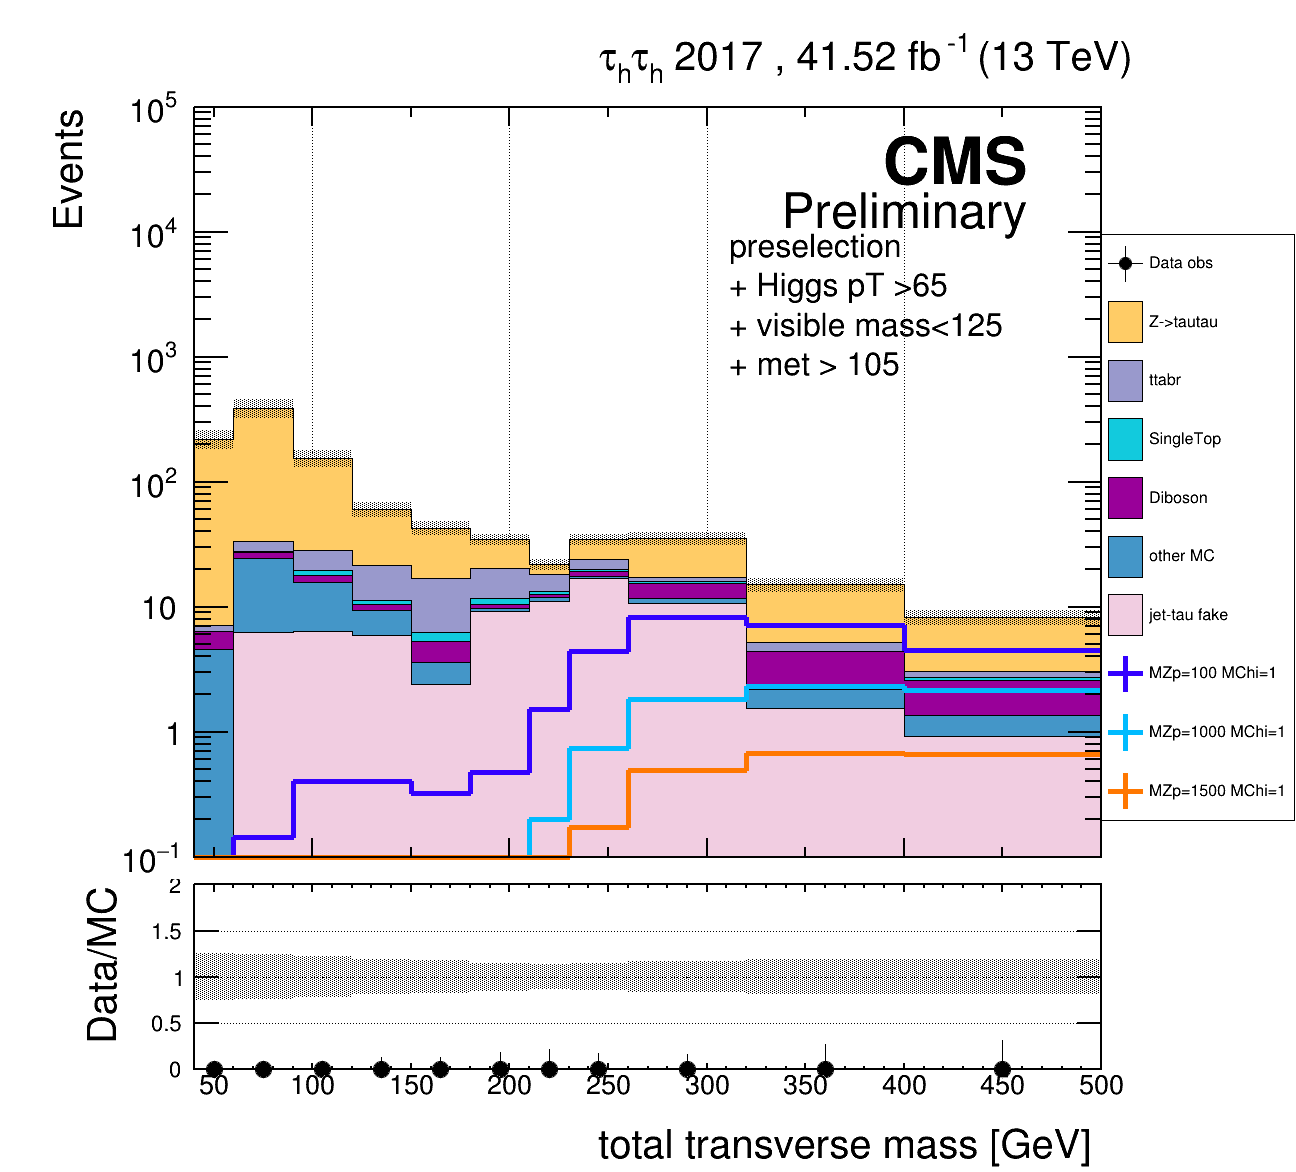 τhτh 2017 , 41.52 fb-1 (13 TeV)
Events
10^5
10^4
10^3
10^2
10
1
10^−1
CMS
Preliminary
preselection
+ Higgs pT >65
+ visible mass<125
+ met > 105
Data obs
Z->tautau
ttabr
SingleTop
Diboson
other MC
jet-tau fake
MZp=100 MChi=1
MZp=1000 MChi=1
MZp=1500 MChi=1
Data/MC
2
1.5
1
0.5
0
50 100 150 200 250 300 350 400 450 500
total transverse mass [GeV]